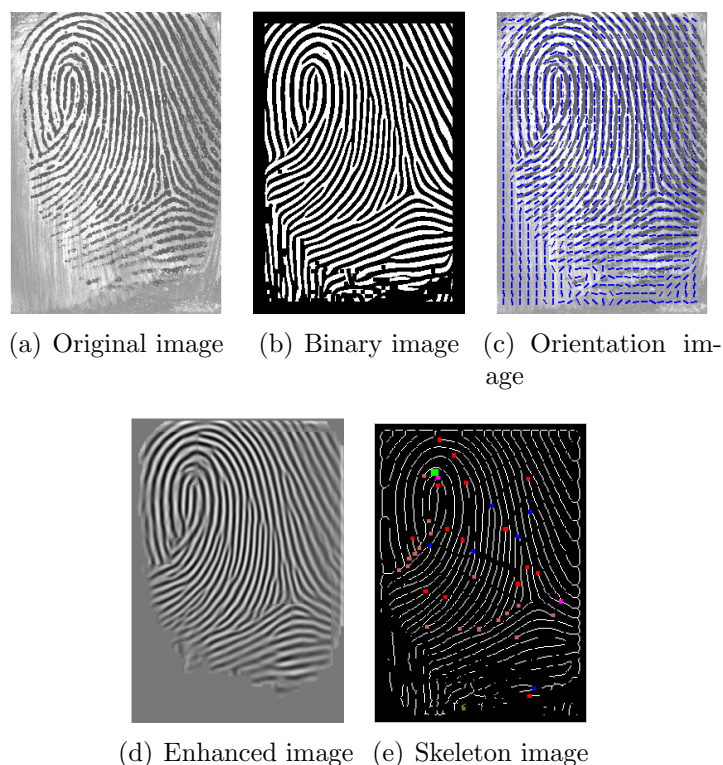 (a) Original image (b) Binary image (c) Orientation im-
age
(d) Enhanced image (e) Skeleton image